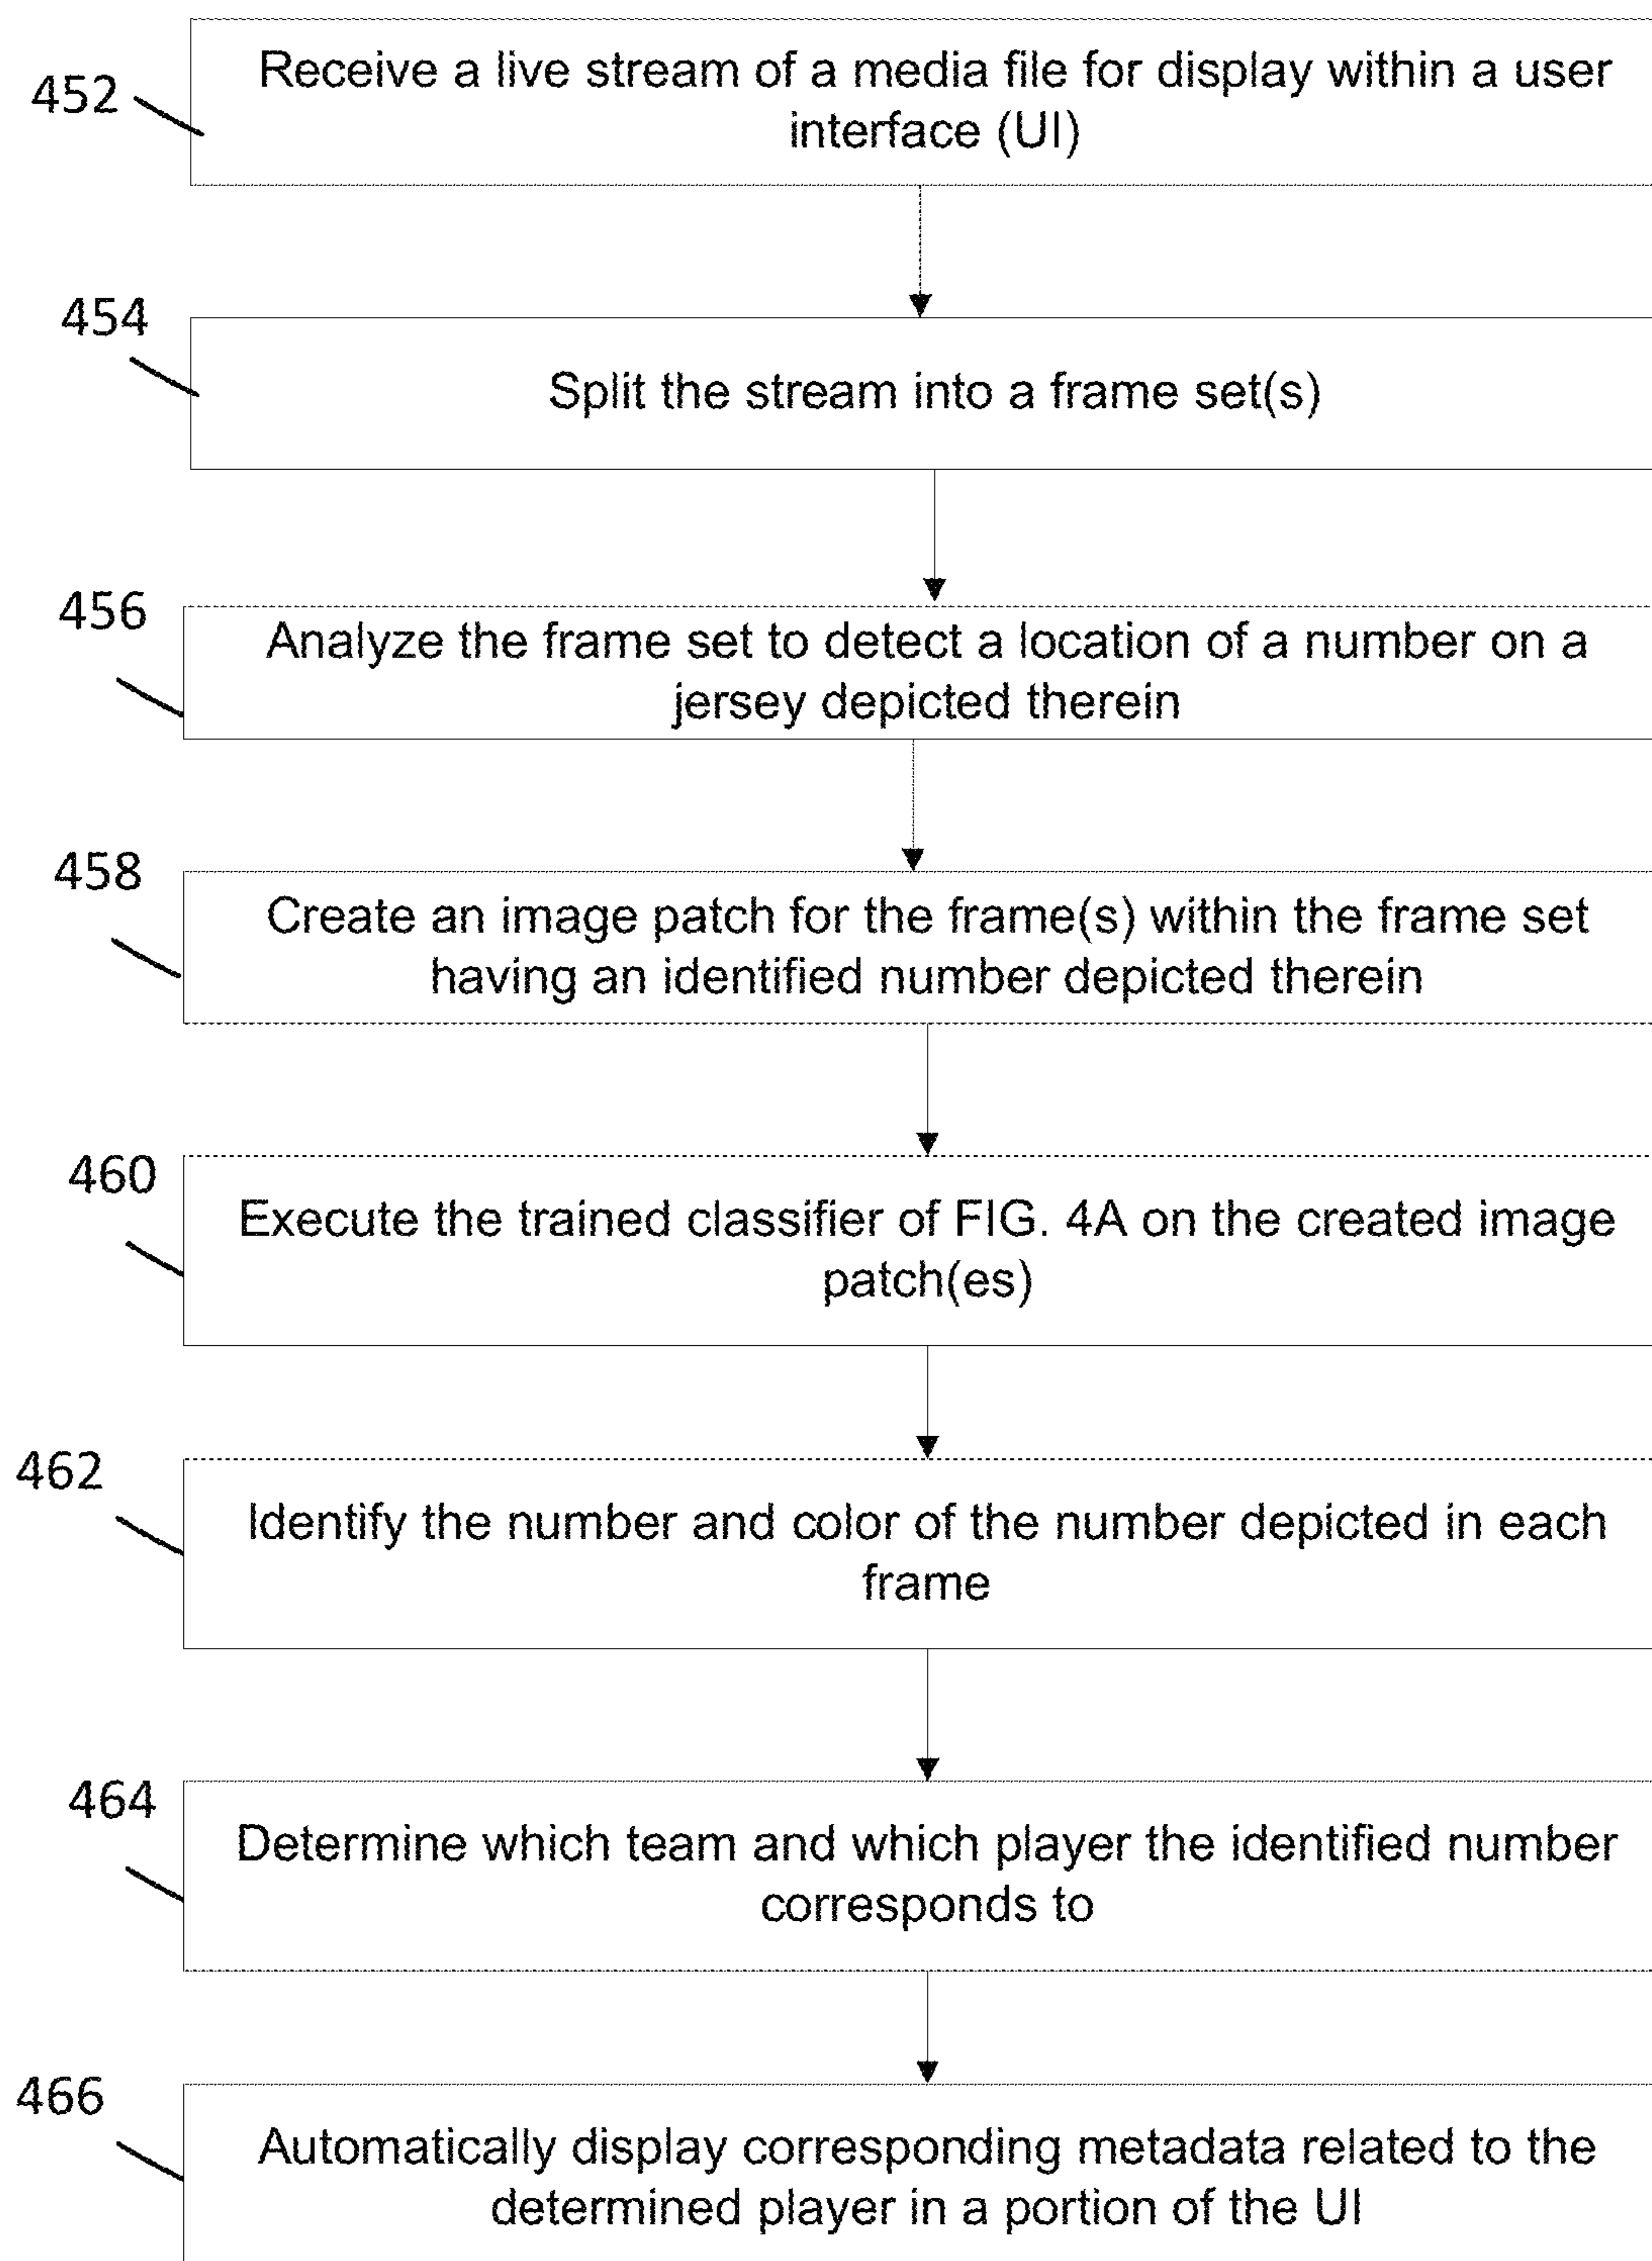 452
Receive a live stream of a media file for display within a user
interface (UI)
454
Split the stream into a frame set(s)
456
Analyze the frame set to detect a location of a number on a
jersey depicted therein
458
Create an image patch for the frame(s) within the frame set
having an identified number depicted therein
460
Execute the trained classifier of FIG. 4A on the created image
patch(es)
462
Identify the number and color of the number depicted in each
frame
464
Determine which team and which player the identified number
corresponds to
466
Automatically display corresponding metadata related to the
determined player in a portion of the UI